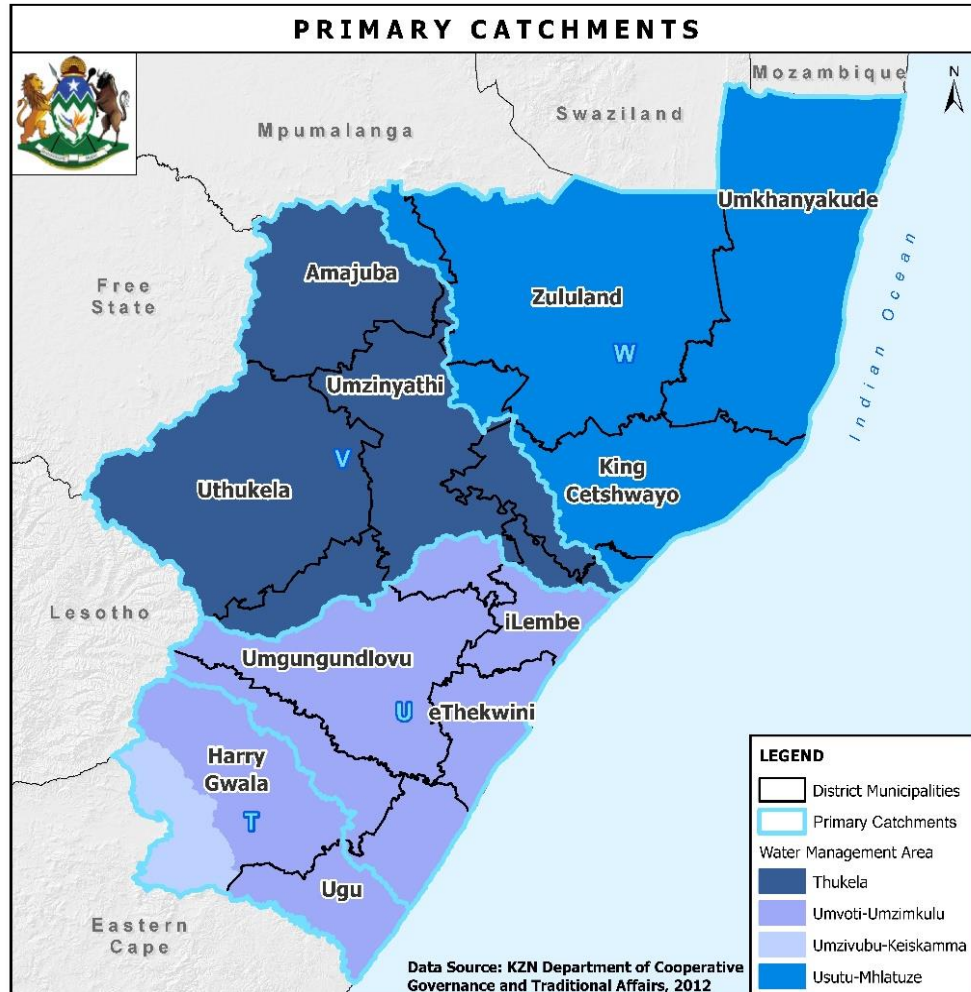 PRIMARY CATCHMENTS
Mozambique
N
Swaziland
Mpumalanga
Umkhanyakude
Amajuba
Free
State
Zululand
Indian Ocean
W
Umzinyathi
V
King
Cetshwayo
Uthukela
Lesotho
iLembe
Umgungundlovu
U
eThekwini
Harry
Gwala
T
Ugu
Eastern
Cape
LEGEND
District Municipalities
Primary Catchments
Water Management Area
Thukela
Umvoti-Umzimkulu
Umzivubu-Keiskamma
Usutu-Mhlatuze
Data Source: KZN Department of Cooperative
Governance and Traditional Affairs, 2012